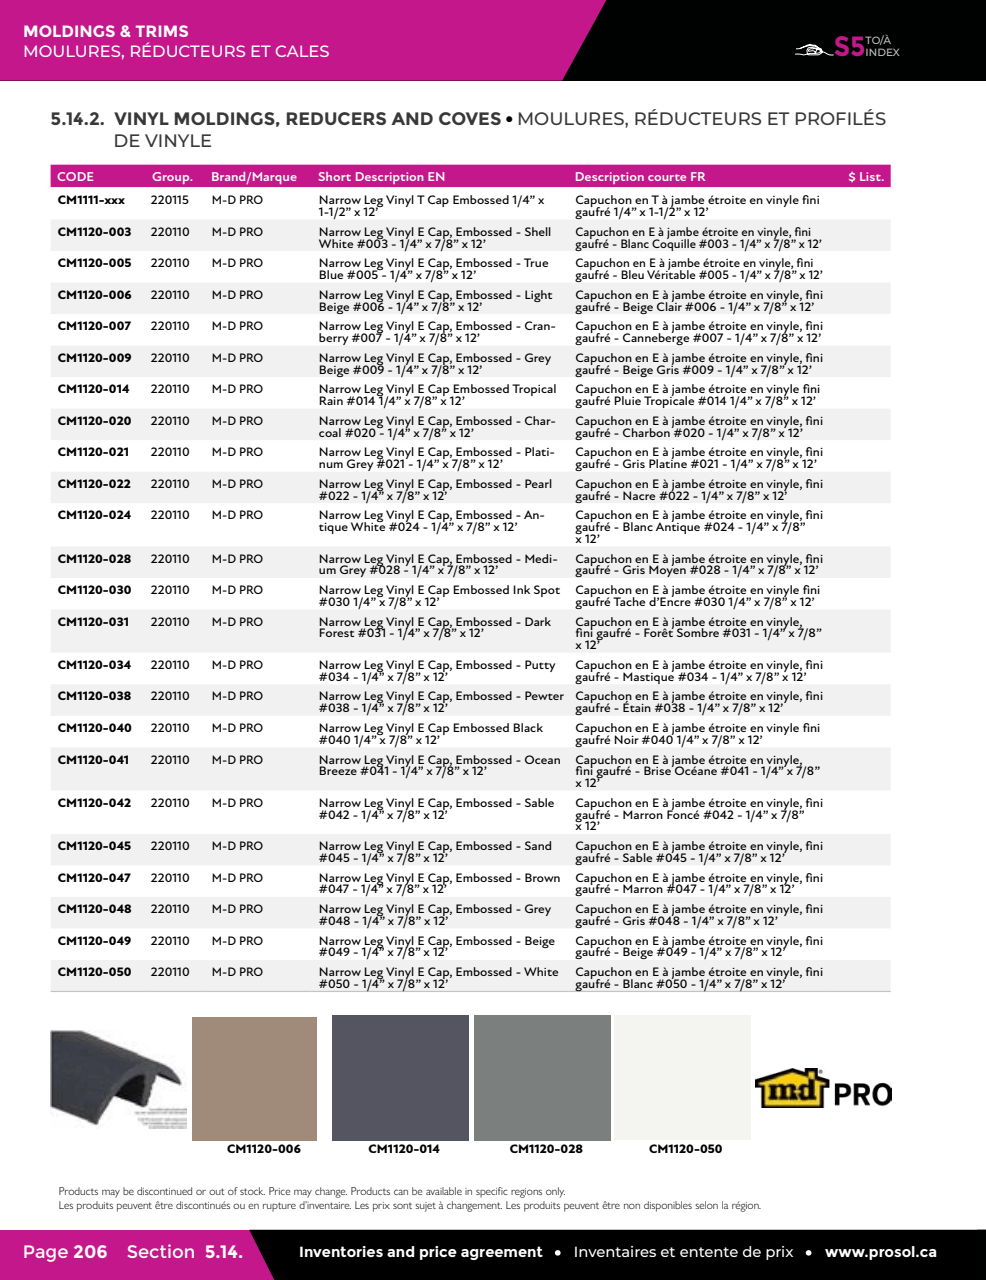 MOLDINGS & TRIMS
MOULURES, RÉDUCTEURS ET CALES
S5 TO/À INDEX
5.14.2. VINYL MOLDINGS, REDUCERS AND COVES • MOULURES, RÉDUCTEURS ET PROFILÉS
DE VINYLE
CODE Group. Brand/Marque Short Description EN Description courte FR $ List.
CM1111-xxx 220115 M-D PRO Narrow Leg Vinyl T Cap Embossed 1/4” x Capuchon en T à jambe étroite en vinyle fini
1-1/2” x 12’ gaufré 1/4” x 1-1/2” x 12’
CM1120-003 220110 M-D PRO Narrow Leg Vinyl E Cap, Embossed - Shell Capuchon en E à jambe étroite en vinyle, fini
White #003 - 1/4” x 7/8” x 12’ gaufré - Blanc Coquille #003 - 1/4” x 7/8” x 12’
CM1120-005 220110 M-D PRO Narrow Leg Vinyl E Cap, Embossed - True Capuchon en E à jambe étroite en vinyle, fini
Blue #005 - 1/4” x 7/8” x 12’ gaufré - Bleu Véritable #005 - 1/4” x 7/8” x 12’
CM1120-006 220110 M-D PRO Narrow Leg Vinyl E Cap, Embossed - Light Capuchon en E à jambe étroite en vinyle, fini
Beige #006 - 1/4” x 7/8” x 12’ gaufré - Beige Clair #006 - 1/4” x 7/8” x 12’
CM1120-007 220110 M-D PRO Narrow Leg Vinyl E Cap, Embossed - Cran- Capuchon en E à jambe étroite en vinyle, fini
berry #007 - 1/4” x 7/8” x 12’ gaufré - Canneberge #007 - 1/4” x 7/8” x 12’
CM1120-009 220110 M-D PRO Narrow Leg Vinyl E Cap, Embossed - Grey Capuchon en E à jambe étroite en vinyle, fini
Beige #009 - 1/4” x 7/8” x 12’ gaufré - Beige Gris #009 - 1/4” x 7/8” x 12’
CM1120-014 220110 M-D PRO Narrow Leg Vinyl E Cap Embossed Tropical Capuchon en E à jambe étroite en vinyle fini
Rain #014 1/4” x 7/8” x 12’ gaufré Pluie Tropicale #014 1/4” x 7/8” x 12’
CM1120-020 220110 M-D PRO Narrow Leg Vinyl E Cap, Embossed - Char- Capuchon en E à jambe étroite en vinyle, fini
coal #020 - 1/4” x 7/8” x 12’ gaufré - Charbon #020 - 1/4” x 7/8” x 12’
CM1120-021 220110 M-D PRO Narrow Leg Vinyl E Cap, Embossed - Plati- Capuchon en E à jambe étroite en vinyle, fini
num Grey #021 - 1/4” x 7/8” x 12’ gaufré - Gris Platine #021 - 1/4” x 7/8” x 12’
CM1120-022 220110 M-D PRO Narrow Leg Vinyl E Cap, Embossed - Pearl Capuchon en E à jambe étroite en vinyle, fini
#022 - 1/4” x 7/8” x 12’ gaufré - Nacre #022 - 1/4” x 7/8” x 12’
CM1120-024 220110 M-D PRO Narrow Leg Vinyl E Cap, Embossed - An- Capuchon en E à jambe étroite en vinyle, fini
tique White #024 - 1/4” x 7/8” x 12’ gaufré - Blanc Antique #024 - 1/4” x 7/8”
x 12’
CM1120-028 220110 M-D PRO Narrow Leg Vinyl E Cap, Embossed - Medi- Capuchon en E à jambe étroite en vinyle, fini
um Grey #028 - 1/4” x 7/8” x 12’ gaufré - Gris Moyen #028 - 1/4” x 7/8” x 12’
CM1120-030 220110 M-D PRO Narrow Leg Vinyl E Cap Embossed Ink Spot Capuchon en E à jambe étroite en vinyle fini
#030 1/4” x 7/8” x 12’ gaufré Tache d’Encre #030 1/4” x 7/8” x 12’
CM1120-031 220110 M-D PRO Narrow Leg Vinyl E Cap, Embossed - Dark Capuchon en E à jambe étroite en vinyle,
Forest #031 - 1/4” x 7/8” x 12’ fini gaufré - Forêt Sombre #031 - 1/4” x 7/8”
x 12’
CM1120-034 220110 M-D PRO Narrow Leg Vinyl E Cap, Embossed - Putty Capuchon en E à jambe étroite en vinyle, fini
#034 - 1/4” x 7/8” x 12’ gaufré - Mastique #034 - 1/4” x 7/8” x 12’
CM1120-038 220110 M-D PRO Narrow Leg Vinyl E Cap, Embossed - Pewter Capuchon en E à jambe étroite en vinyle, fini
#038 - 1/4” x 7/8” x 12’ gaufré - Étain #038 - 1/4” x 7/8” x 12’
CM1120-040 220110 M-D PRO Narrow Leg Vinyl E Cap Embossed Black Capuchon en E à jambe étroite en vinyle fini
#040 1/4” x 7/8” x 12’ gaufré Noir #040 1/4” x 7/8” x 12’
CM1120-041 220110 M-D PRO Narrow Leg Vinyl E Cap, Embossed - Ocean Capuchon en E à jambe étroite en vinyle,
Breeze #041 - 1/4” x 7/8” x 12’ fini gaufré - Brise Océane #041 - 1/4” x 7/8”
x 12’
CM1120-042 220110 M-D PRO Narrow Leg Vinyl E Cap, Embossed - Sable Capuchon en E à jambe étroite en vinyle, fini
#042 - 1/4” x 7/8” x 12’ gaufré - Marron Foncé #042 - 1/4” x 7/8”
x 12’
CM1120-045 220110 M-D PRO Narrow Leg Vinyl E Cap, Embossed - Sand Capuchon en E à jambe étroite en vinyle, fini
#045 - 1/4” x 7/8” x 12’ gaufré - Sable #045 - 1/4” x 7/8” x 12’
CM1120-047 220110 M-D PRO Narrow Leg Vinyl E Cap, Embossed - Brown Capuchon en E à jambe étroite en vinyle, fini
#047 - 1/4” x 7/8” x 12’ gaufré - Marron #047 - 1/4” x 7/8” x 12’
CM1120-048 220110 M-D PRO Narrow Leg Vinyl E Cap, Embossed - Grey Capuchon en E à jambe étroite en vinyle, fini
#048 - 1/4” x 7/8” x 12’ gaufré - Gris #048 - 1/4” x 7/8” x 12’
CM1120-049 220110 M-D PRO Narrow Leg Vinyl E Cap, Embossed - Beige Capuchon en E à jambe étroite en vinyle, fini
#049 - 1/4” x 7/8” x 12’ gaufré - Beige #049 - 1/4” x 7/8” x 12’
CM1120-050 220110 M-D PRO Narrow Leg Vinyl E Cap, Embossed - White Capuchon en E à jambe étroite en vinyle, fini
#050 - 1/4” x 7/8” x 12’ gaufré - Blanc #050 - 1/4” x 7/8” x 12’
md PRO
CM1120-006 CM1120-014 CM1120-028 CM1120-050
Products may be discontinued or out of stock. Price may change. Products can be available in specific regions only.
Les produits peuvent être discontinués ou en rupture d’inventaire. Les prix sont sujet à changement. Les produits peuvent être non disponibles selon la région.
Page 206 Section 5.14. Inventories and price agreement • Inventaires et entente de prix • www.prosol.ca